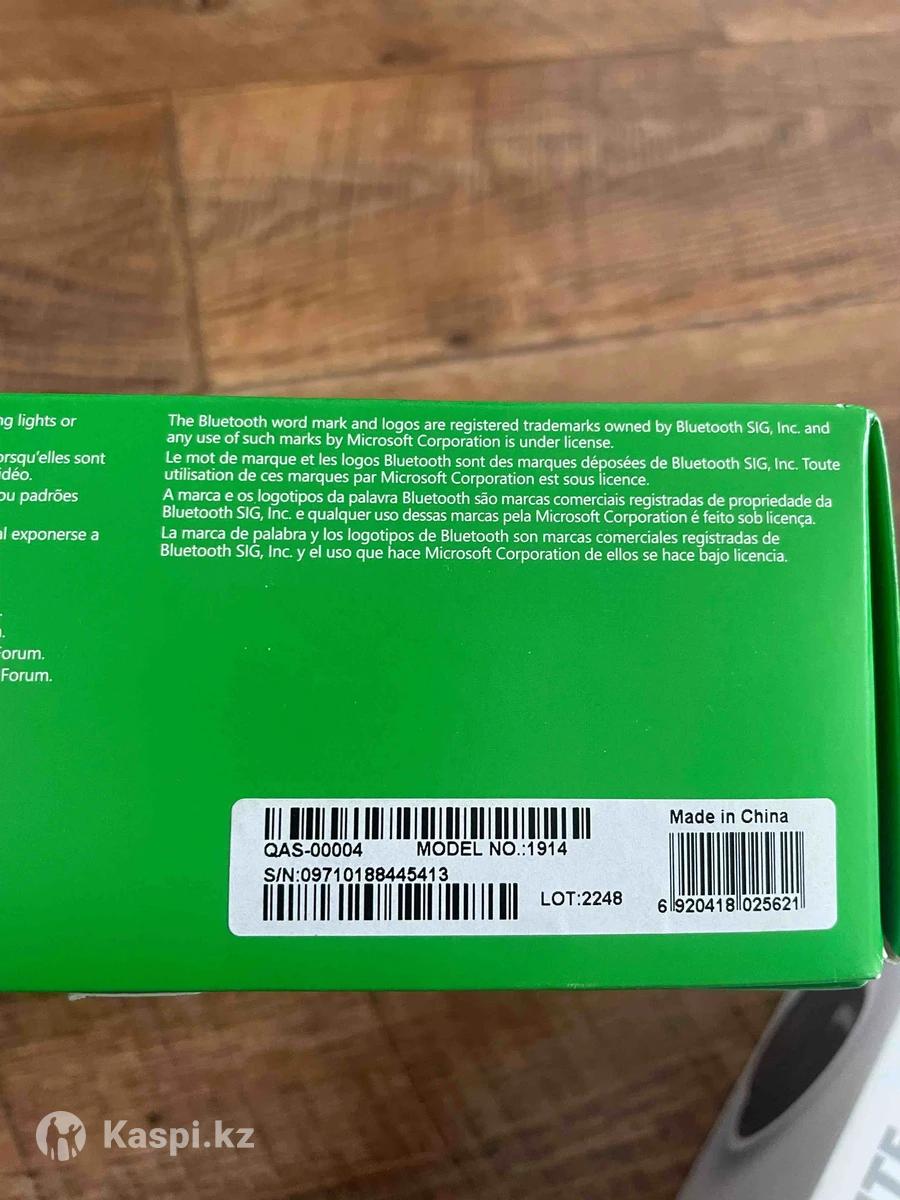 ng lights or
orsqu'elles sont
idéo.
ou padrões
al exponerse a
Forum.
Forum.
The Bluetooth word mark and logos are registered trademarks owned by Bluetooth SIG, Inc. and
any use of such marks by Microsoft Corporation is under license.
Le mot de marque et les logos Bluetooth sont des marques déposées de Bluetooth SIG, Inc. Toute
utilisation de ces marques par Microsoft Corporation est sous licence.
A marca e os logotipos da palavra Bluetooth são marcas comerciais registradas de propriedade da
Bluetooth SIG, Inc. e qualquer uso dessas marcas pela Microsoft Corporation é feito sob licença.
La marca de palabra y los logotipos de Bluetooth son marcas comerciales registradas de
Bluetooth SIG, Inc. y el uso que hace Microsoft Corporation de ellos se hace bajo licencia.
QAS-00004 MODEL NO.:1914
S/N:09710188445413
LOT:2248
Made in China
6 920418 025621
Kaspi.kz